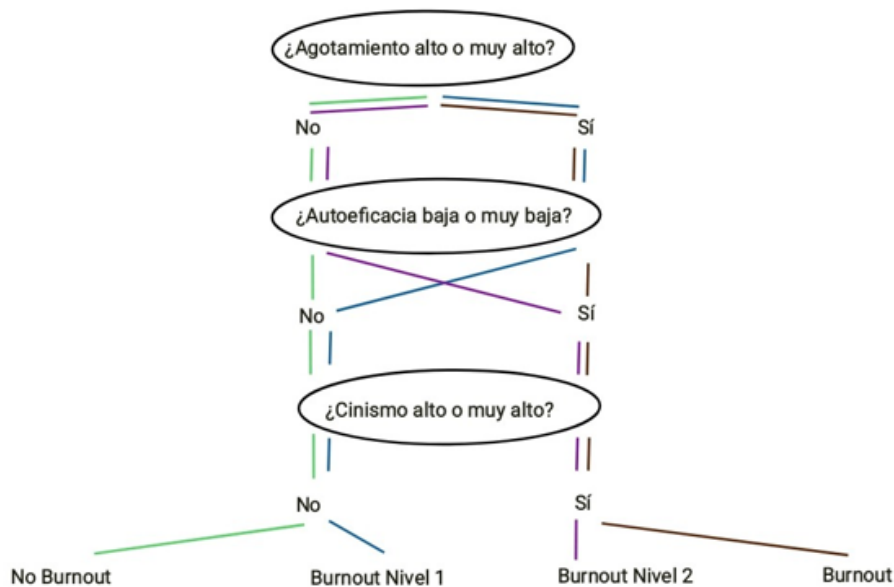 ¿Agotamiento alto o muy alto?
No
Sí
¿Autoeficacia baja o muy baja?
No
Sí
¿Cinismo alto o muy alto?
No
Sí
No Burnout
Burnout Nivel 1
Burnout Nivel 2
Burnout